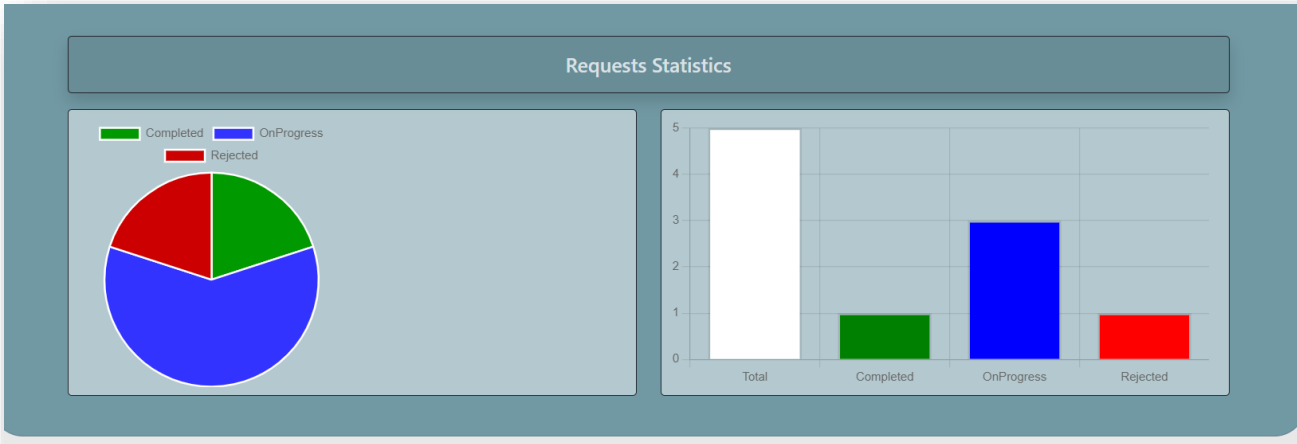 Requests Statistics
Completed OnProgress
Rejected
5
4
3
2
1
0
Total Completed OnProgress Rejected